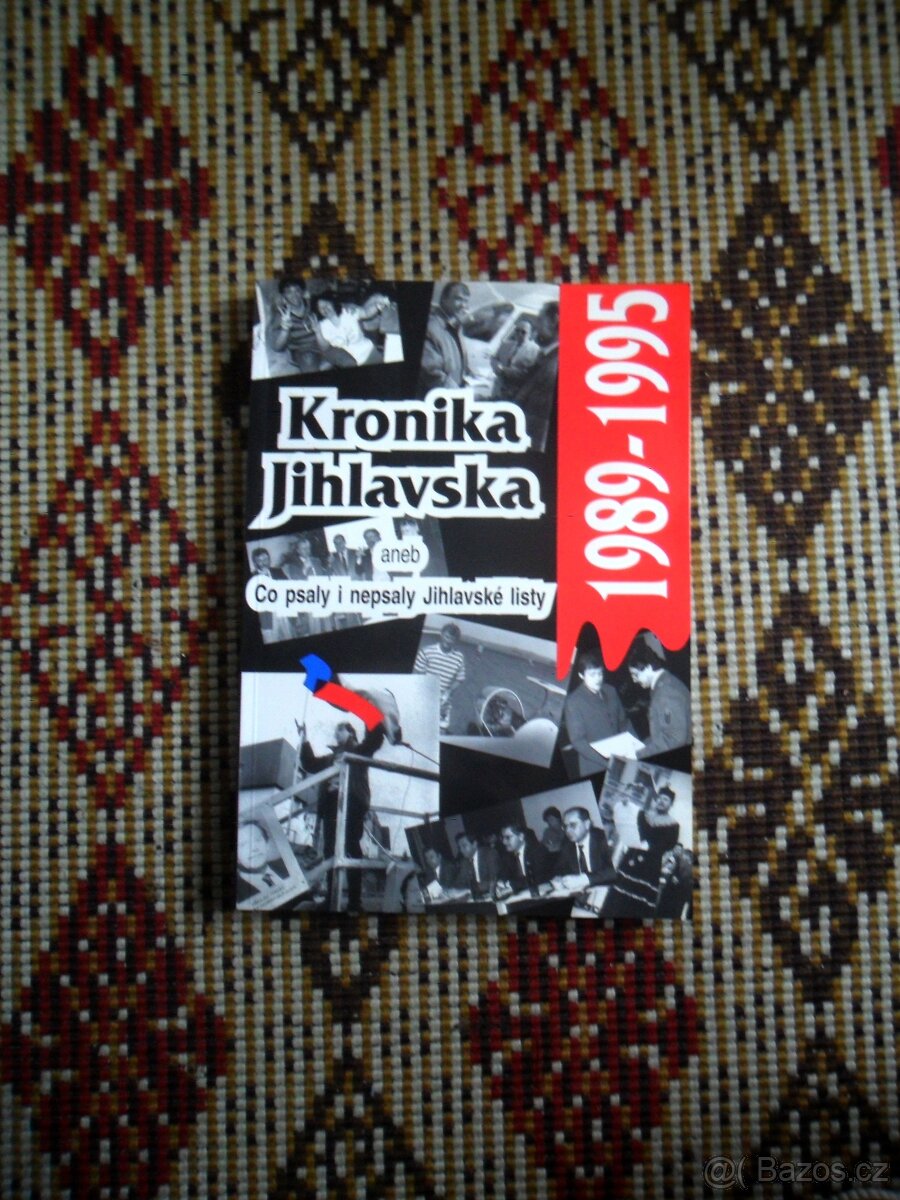 Kronika
Jihlavska
aneb
Co psaly i nepsaly Jihlavské listy
1989-1995
@( Bazos.cz